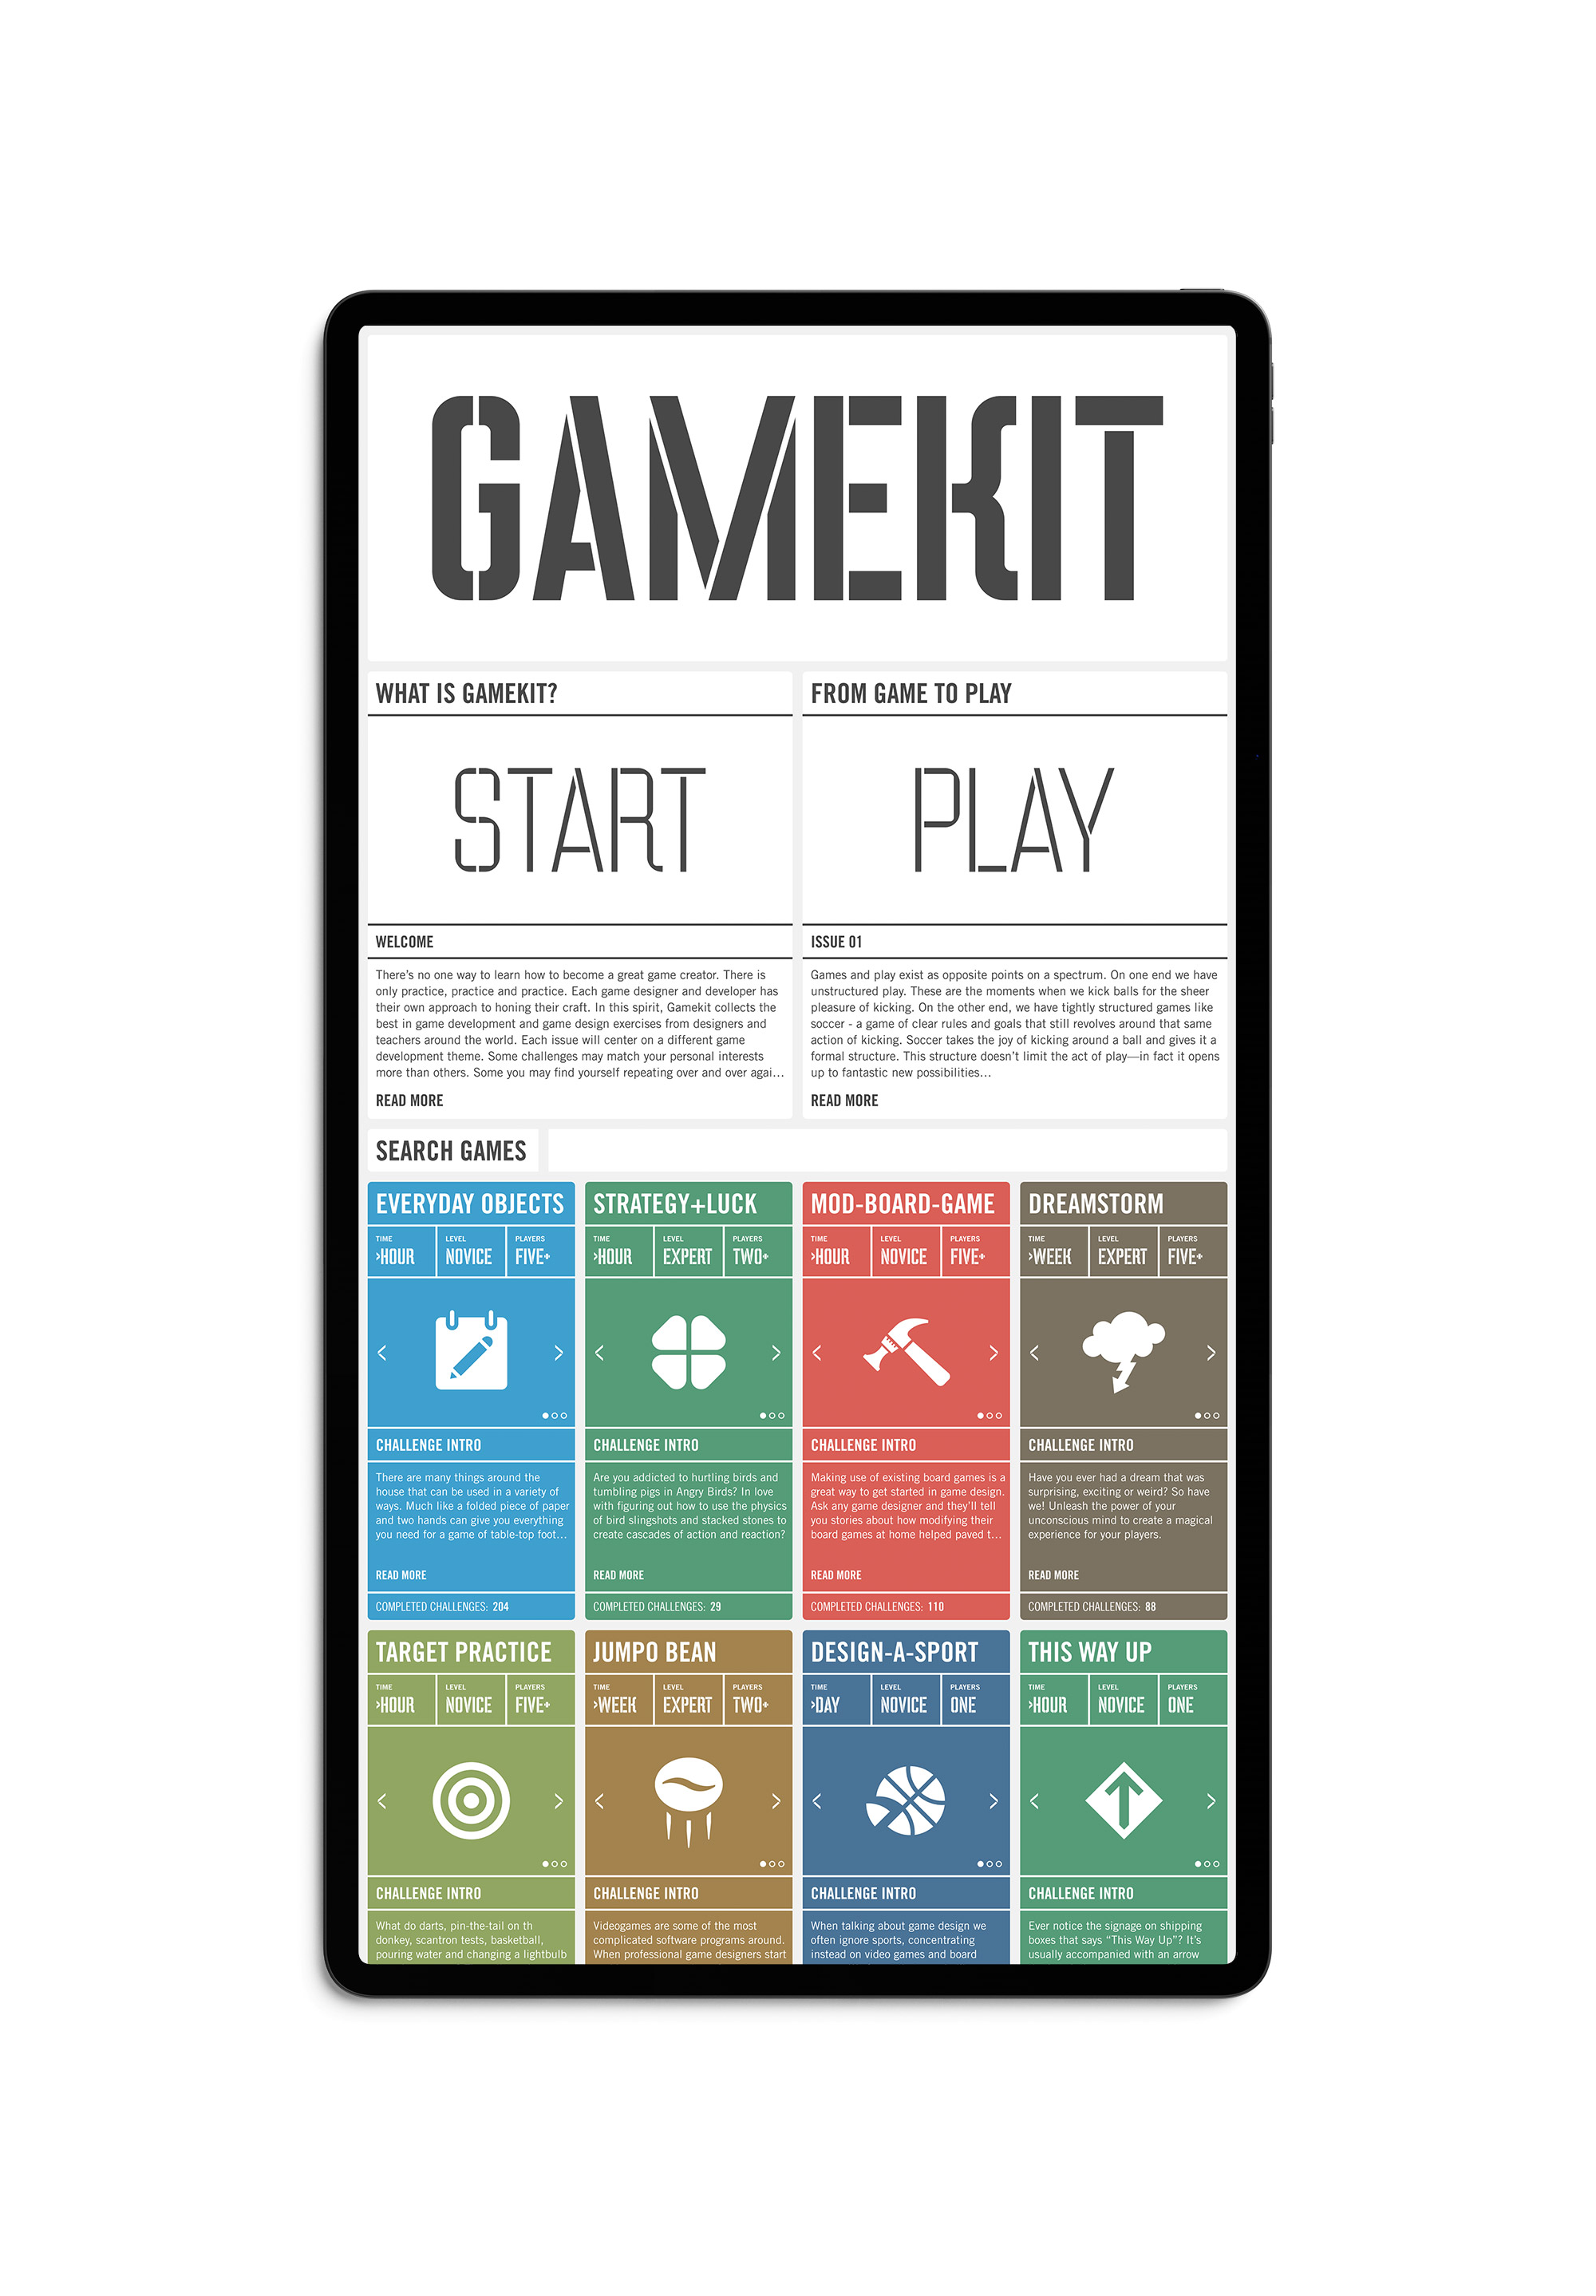 GAMEKIT
WHAT IS GAMEKIT?
START
WELCOME
There's no one way to learn how to become a great game creator. There is
only practice, practice and practice. Each game designer and developer has
their own approach to honing their craft. In this spirit, Gamekit collects the
best in game development and game design exercises from designers and
teachers around the world. Each issue will center on a different game
development theme. Some challenges may match your personal interests
more than others. Some you may find yourself repeating over and over agai...
READ MORE
FROM GAME TO PLAY
PLAY
ISSUE 01
Games and play exist as opposite points on a spectrum. On one end we have
unstructured play. These are the moments when we kick balls for the sheer
pleasure of kicking. On the other end, we have tightly structured games like
soccer - a game of clear rules and goals that still revolves around that same
action of kicking. Soccer takes the joy of kicking around a ball and gives it a
formal structure. This structure doesn't limit the act of play—in fact it opens
up to fantastic new possibilities...
READ MORE
SEARCH GAMES
EVERYDAY OBJECTS
TIME LEVEL PLAYERS
>HOUR NOVICE FIVE+
CHALLENGE INTRO
There are many things around the
house that can be used in a variety of
ways. Much like a folded piece of paper
and two hands can give you everything
you need for a game of table-top foot...
READ MORE
COMPLETED CHALLENGES: 204
STRATEGY+LUCK
TIME LEVEL PLAYERS
>HOUR EXPERT TWO+
CHALLENGE INTRO
Are you addicted to hurtling birds and
tumbling pigs in Angry Birds? In love
with figuring out how to use the physics
of bird slingshots and stacked stones to
create cascades of action and reaction?
READ MORE
COMPLETED CHALLENGES: 29
MOD-BOARD-GAME
TIME LEVEL PLAYERS
>HOUR NOVICE FIVE+
CHALLENGE INTRO
Making use of existing board games is a
great way to get started in game design.
Ask any game designer and they'll tell
you stories about how modifying their
board games at home helped paved t...
READ MORE
COMPLETED CHALLENGES: 110
DREAMSTORM
TIME LEVEL PLAYERS
>WEEK EXPERT FIVE+
CHALLENGE INTRO
Have you ever had a dream that was
surprising, exciting or weird? So have
we! Unleash the power of your
unconscious mind to create a magical
experience for your players.
READ MORE
COMPLETED CHALLENGES: 88
TARGET PRACTICE
TIME LEVEL PLAYERS
>HOUR NOVICE FIVE+
CHALLENGE INTRO
What do darts, pin-the-tail on th
donkey, scantron tests, basketball,
pouring water and changing a lightbulb
JUMPO BEAN
TIME LEVEL PLAYERS
>WEEK EXPERT TWO+
CHALLENGE INTRO
Videogames are some of the most
complicated software programs around.
When professional game designers start
DESIGN-A-SPORT
TIME LEVEL PLAYERS
>DAY NOVICE ONE
CHALLENGE INTRO
When talking about game design we
often ignore sports, concentrating
instead on video games and board
THIS WAY UP
TIME LEVEL PLAYERS
>HOUR NOVICE ONE
CHALLENGE INTRO
Ever notice the signage on shipping
boxes that says "This Way Up"? It's
usually accompanied with an arrow